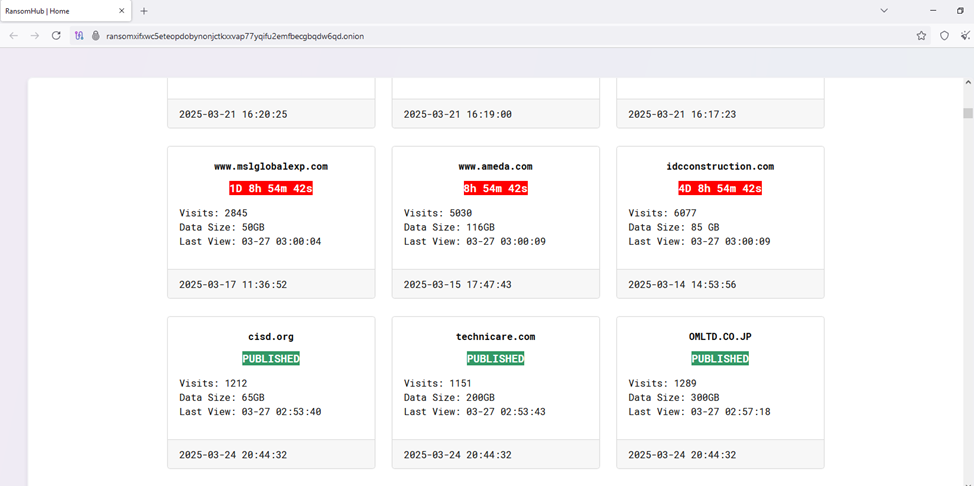 RansomHub | Home
ransomxifxwc5eteopdobynonjctkxxvap77yqifu2emfbecgbqdw6qd.onion
2025-03-21 16:20:25
2025-03-21 16:19:00
2025-03-21 16:17:23
www.mslglobalexp.com
1D 8h 54m 42s
Visits: 2845
Data Size: 50GB
Last View: 03-27 03:00:04
2025-03-17 11:36:52
www.ameda.com
8h 54m 42s
Visits: 5030
Data Size: 116GB
Last View: 03-27 03:00:09
2025-03-15 17:47:43
idcconstruction.com
4D 8h 54m 42s
Visits: 6077
Data Size: 85 GB
Last View: 03-27 03:00:09
2025-03-14 14:53:56
cisd.org
PUBLISHED
Visits: 1212
Data Size: 65GB
Last View: 03-27 02:53:40
2025-03-24 20:44:32
technicare.com
PUBLISHED
Visits: 1151
Data Size: 200GB
Last View: 03-27 02:53:43
2025-03-24 20:44:32
OMLTD.CO.JP
PUBLISHED
Visits: 1289
Data Size: 300GB
Last View: 03-27 02:57:18
2025-03-24 20:44:32